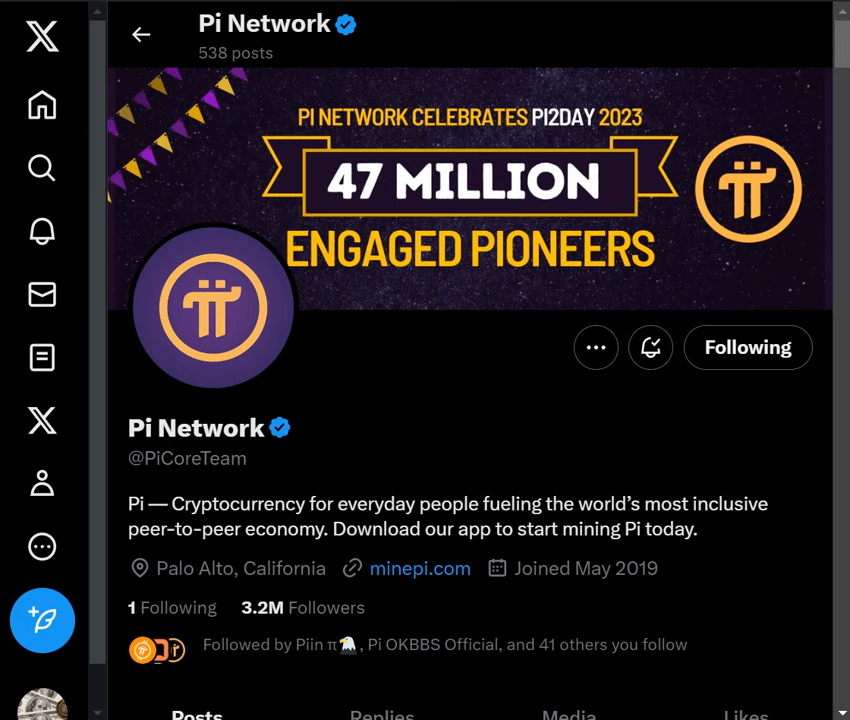 Pi Network
538 posts
PI NETWORK CELEBRATES PI2DAY 2023
47 MILLION
ENGAGED PIONEERS
Following
Pi Network
@PiCoreTeam
Pi — Cryptocurrency for everyday people fueling the world’s most inclusive
peer-to-peer economy. Download our app to start mining Pi today.
Palo Alto, California minepi.com Joined May 2019
1 Following 3.2M Followers
Followed by Piin π🦅, Pi OKBBS Official, and 41 others you follow
Posts Replies Media Likes